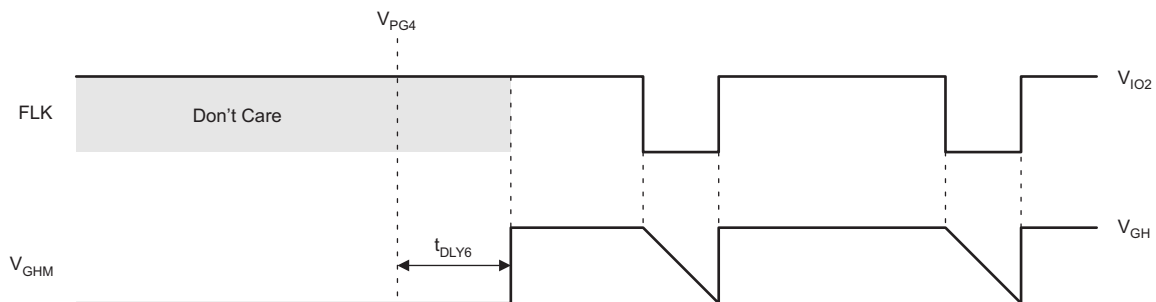 VPG4
VIO2
FLK
Don't Care
VGH
tDLY6
VGHM